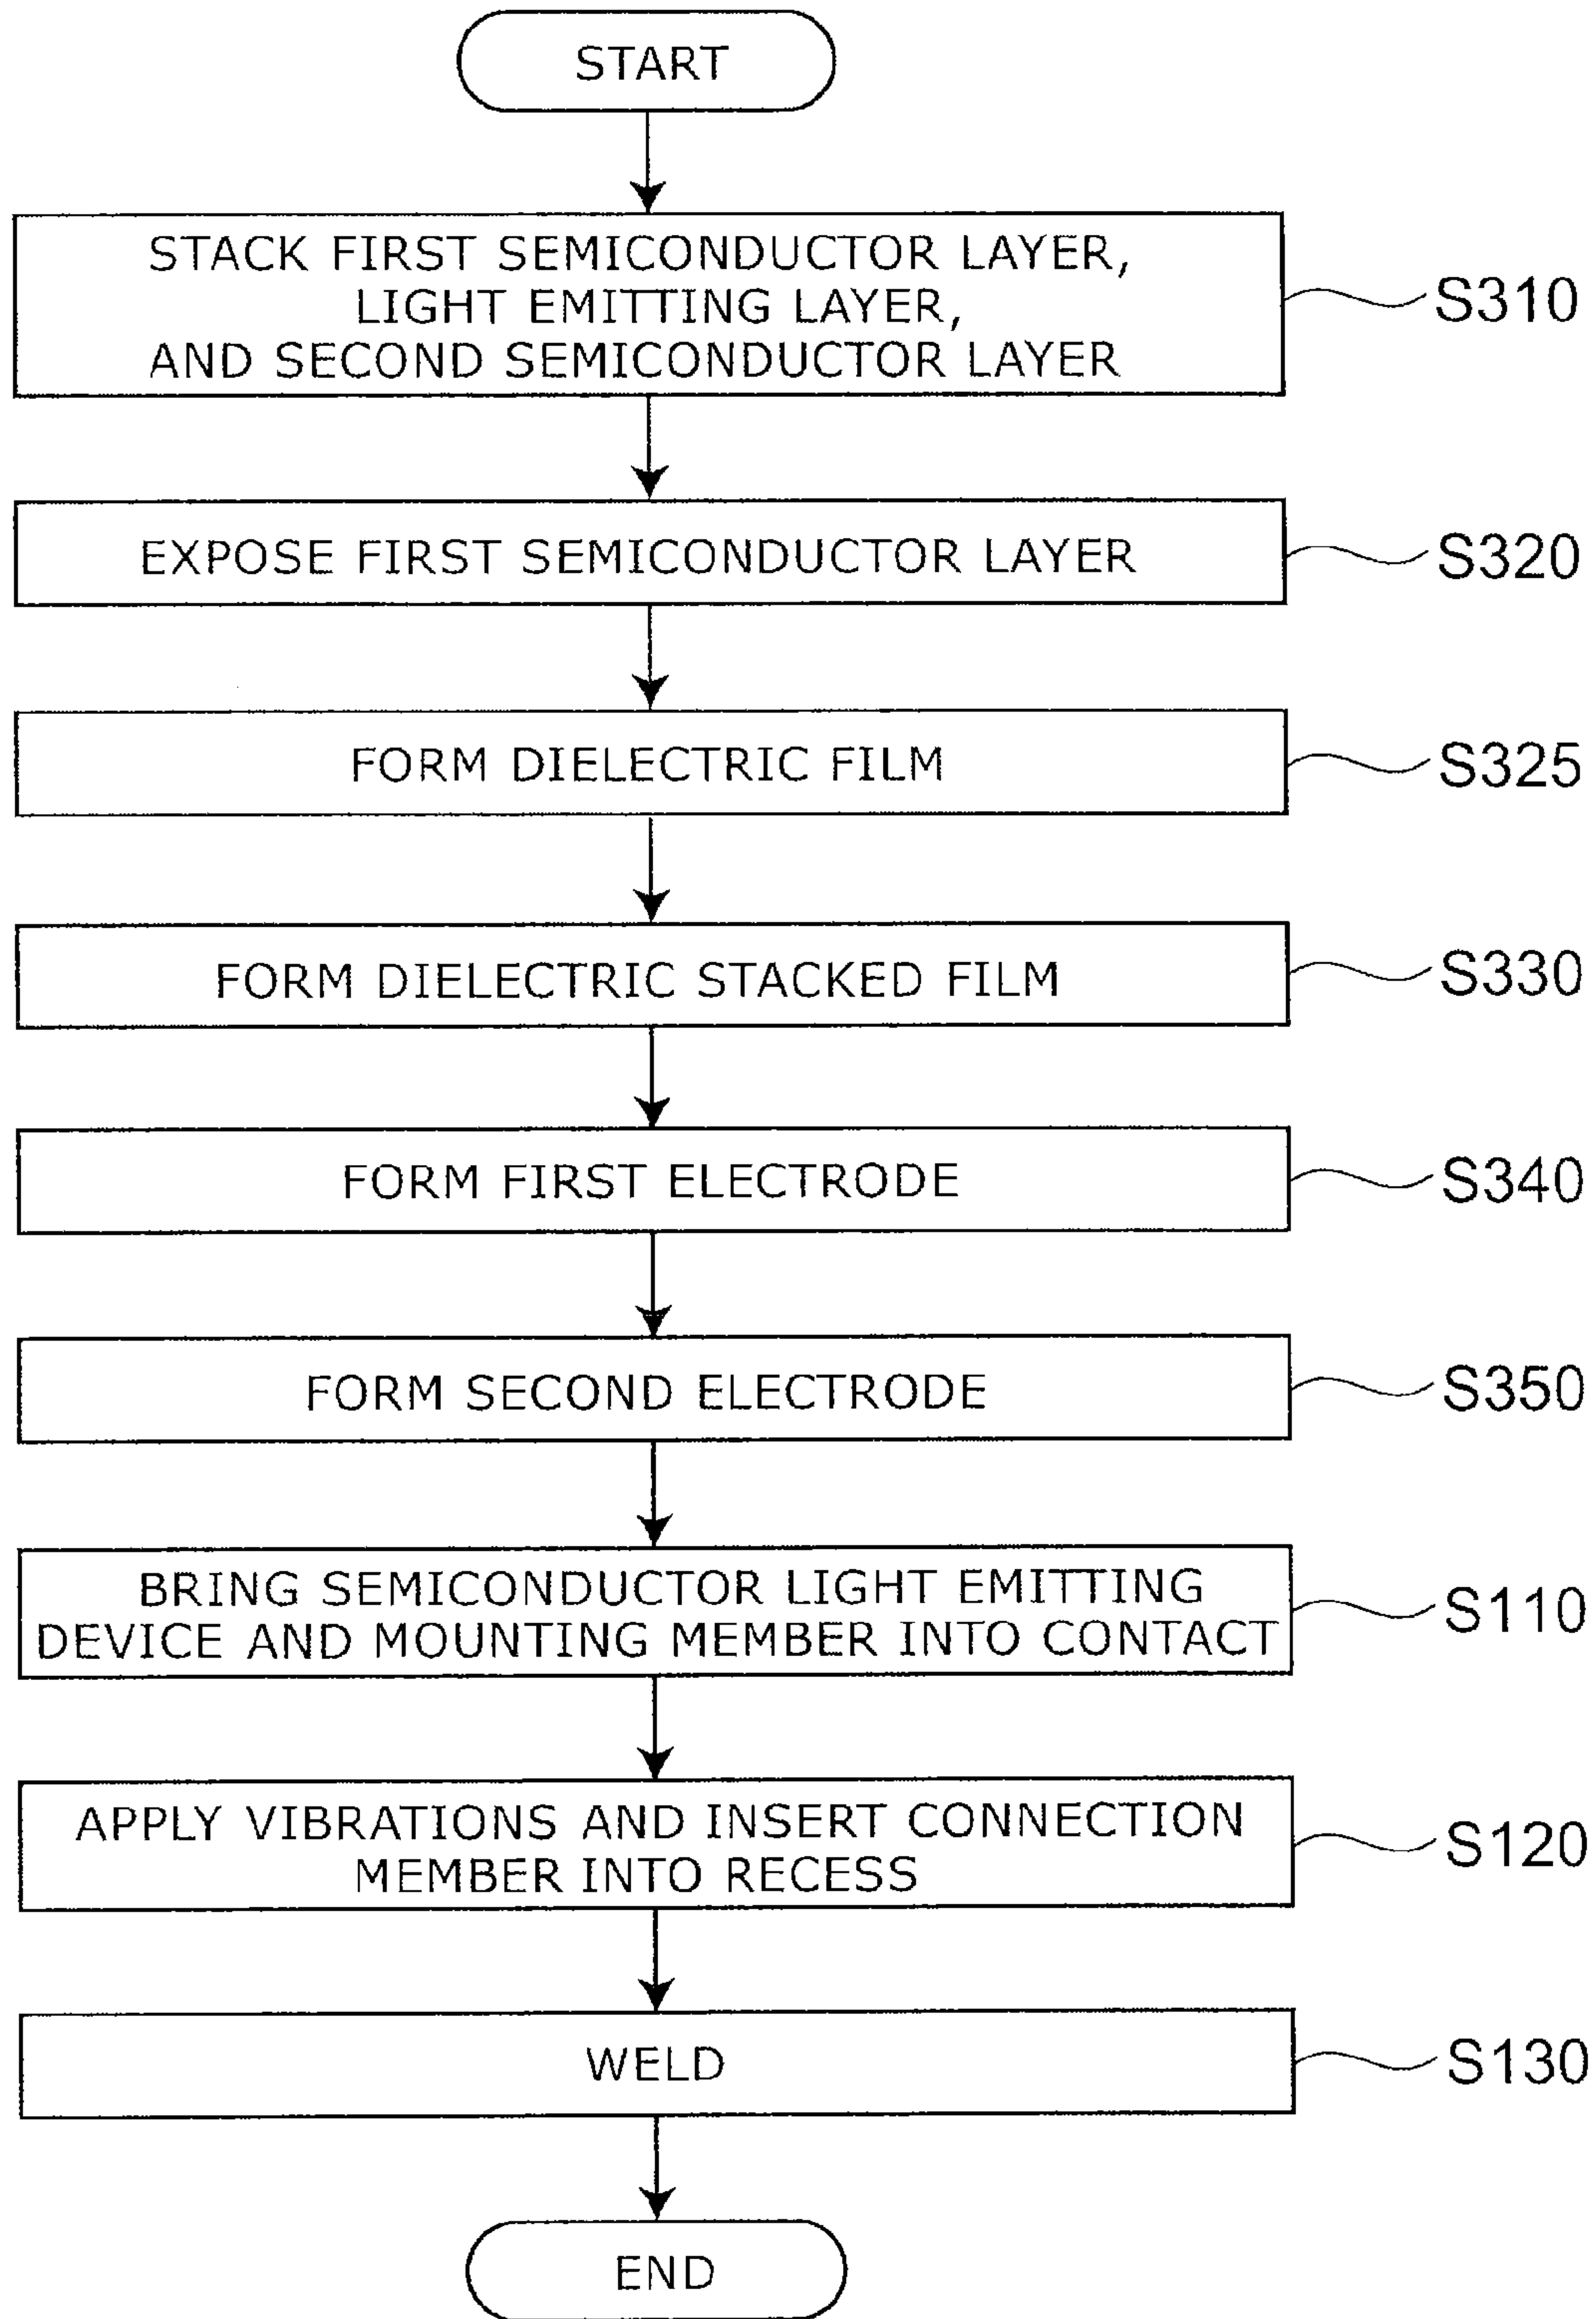 START
STACK FIRST SEMICONDUCTOR LAYER,
LIGHT EMITTING LAYER,
AND SECOND SEMICONDUCTOR LAYER
S310
EXPOSE FIRST SEMICONDUCTOR LAYER
S320
FORM DIELECTRIC FILM
S325
FORM DIELECTRIC STACKED FILM
S330
FORM FIRST ELECTRODE
S340
FORM SECOND ELECTRODE
S350
BRING SEMICONDUCTOR LIGHT EMITTING
DEVICE AND MOUNTING MEMBER INTO CONTACT
S110
APPLY VIBRATIONS AND INSERT CONNECTION
MEMBER INTO RECESS
S120
WELD
S130
END